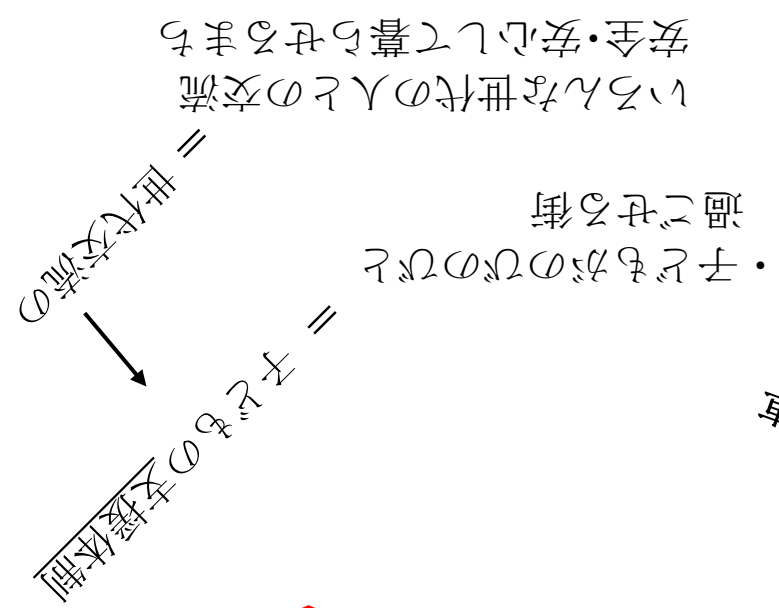 ・子どもがのびのびと
過ごせる街
=子どもの支援体制
いろんな世代の人との交流
安全・安心して暮らせるまち
=世代交流の